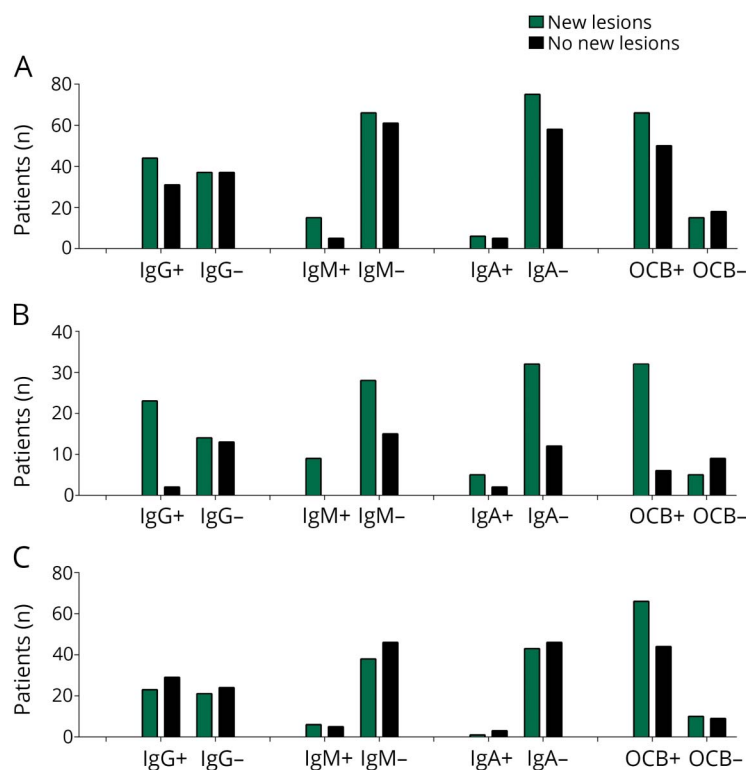 New lesions
No new lesions
A
Patients (n)
80
60
40
20
0
IgG+ IgG– IgM+ IgM– IgA+ IgA– OCB+ OCB–
B
Patients (n)
40
30
20
10
0
IgG+ IgG– IgM+ IgM– IgA+ IgA– OCB+ OCB–
C
Patients (n)
80
60
40
20
0
IgG+ IgG– IgM+ IgM– IgA+ IgA– OCB+ OCB–